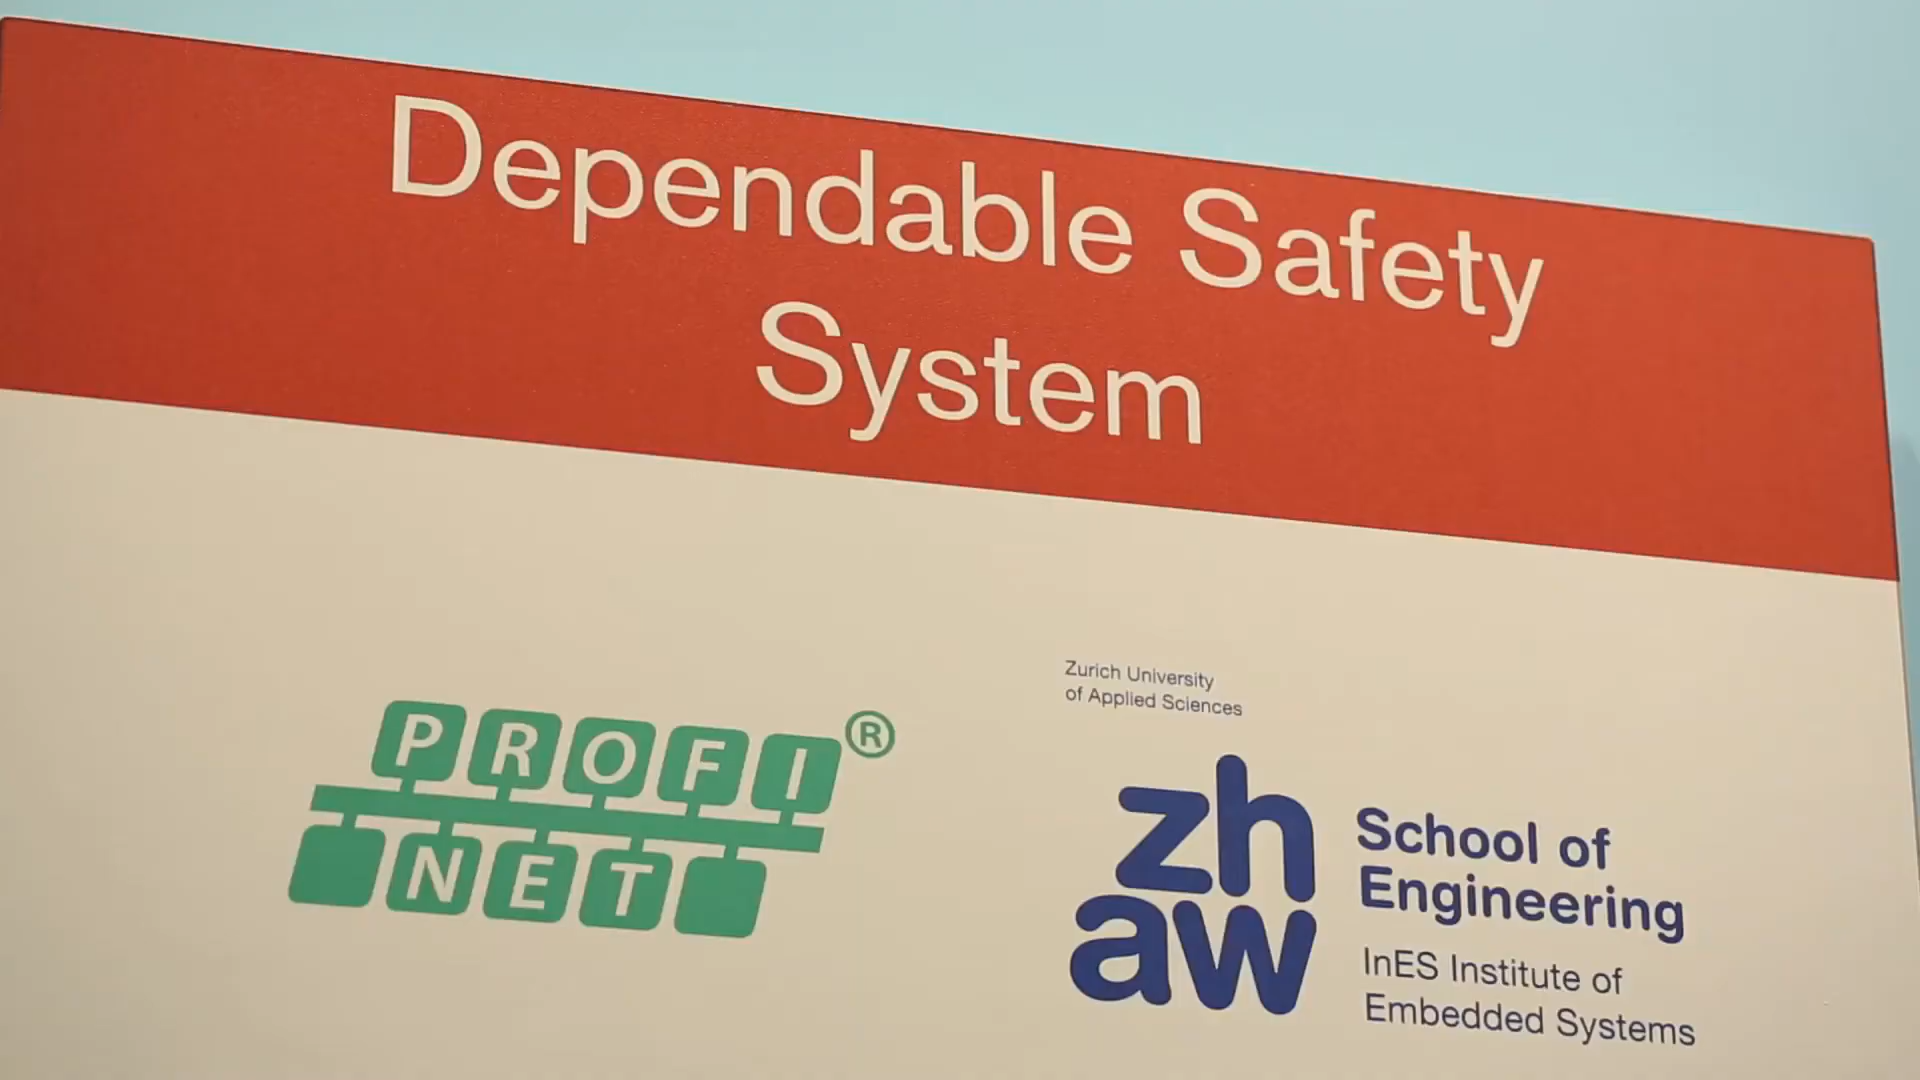 Dependable Safety
System
PROFI®
NET
Zurich University
of Applied Sciences
zh
aw
School of
Engineering
InES Institute of
Embedded Systems